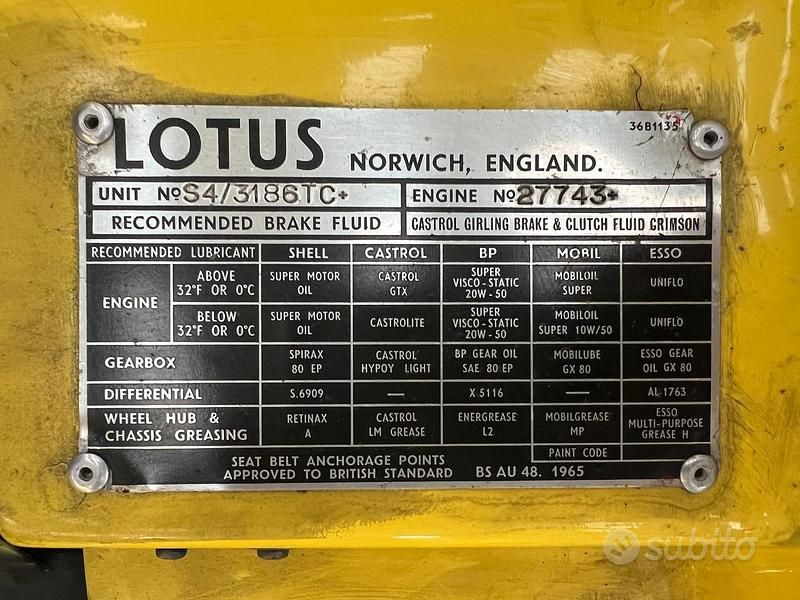 36B1135
LOTUS NORWICH, ENGLAND.
UNIT Nº S4/3186TC+ ENGINE Nº 27743+
RECOMMENDED BRAKE FLUID CASTROL GIRLING BRAKE & CLUTCH FLUID CRIMSON
RECOMMENDED LUBRICANT SHELL CASTROL BP MOBIL ESSO
ENGINE
ABOVE 32°F OR 0°C SUPER MOTOR OIL CASTROL GTX SUPER VISCO-STATIC 20W-50 MOBILOIL SUPER UNIFLO
BELOW 32°F OR 0°C SUPER MOTOR OIL CASTROLITE SUPER VISCO-STATIC 20W-50 MOBILOIL SUPER 10W/50 UNIFLO
GEARBOX SPIRAX 80 EP CASTROL HYPOY LIGHT BP GEAR OIL SAE 80 EP MOBILUBE GX 80 ESSO GEAR OIL GX 80
DIFFERENTIAL S.6909 — X 5116 — AL 1763
WHEEL HUB & CHASSIS GREASING RETINAX A CASTROL LM GREASE ENERGREASE L2 MOBILGREASE MP ESSO MULTI-PURPOSE GREASE H
SEAT BELT ANCHORAGE POINTS
APPROVED TO BRITISH STANDARD BS AU 48. 1965
PAINT CODE
subito